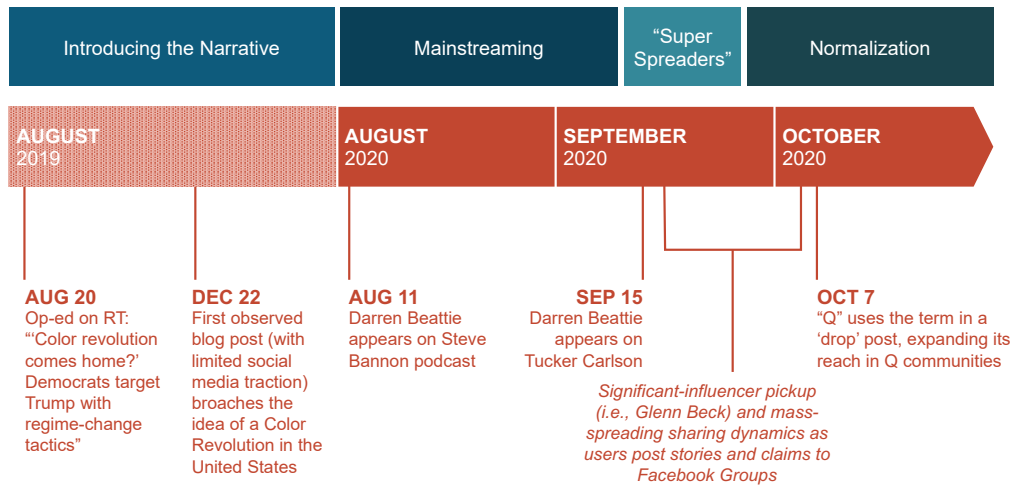 Introducing the Narrative
Mainstreaming
“Super
Spreaders”
Normalization
AUGUST
2019
AUGUST
2020
SEPTEMBER
2020
OCTOBER
2020
AUG 20
Op-ed on RT:
“‘Color revolution
comes home?’
Democrats target
Trump with
regime-change
tactics”
DEC 22
First observed
blog post (with
limited social
media traction)
broaches the
idea of a Color
Revolution in the
United States
AUG 11
Darren Beattie
appears on Steve
Bannon podcast
SEP 15
Darren Beattie
appears on
Tucker Carlson
Significant-influencer pickup
(i.e., Glenn Beck) and mass-
spreading sharing dynamics as
users post stories and claims to
Facebook Groups
OCT 7
“Q” uses the term in a
‘drop’ post, expanding its
reach in Q communities